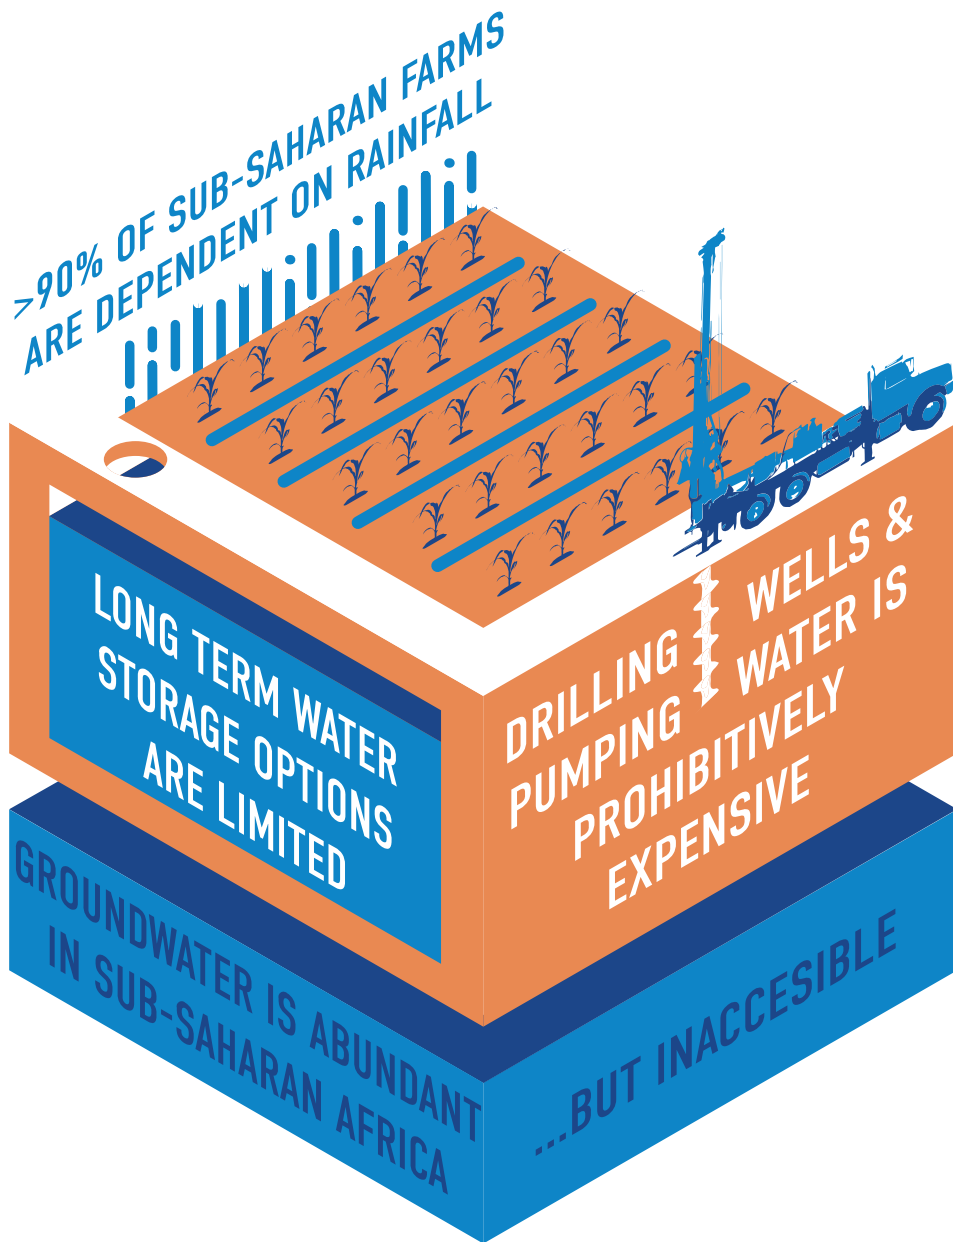 >90% OF SUB-SAHARAN FARMS
ARE DEPENDENT ON RAINFALL
LONG TERM WATER
STORAGE OPTIONS
ARE LIMITED
DRILLING WELLS &
PUMPING WATER IS
PROHIBITIVELY
EXPENSIVE
GROUNDWATER IS ABUNDANT
IN SUB-SAHARAN AFRICA
...BUT INACCESIBLE